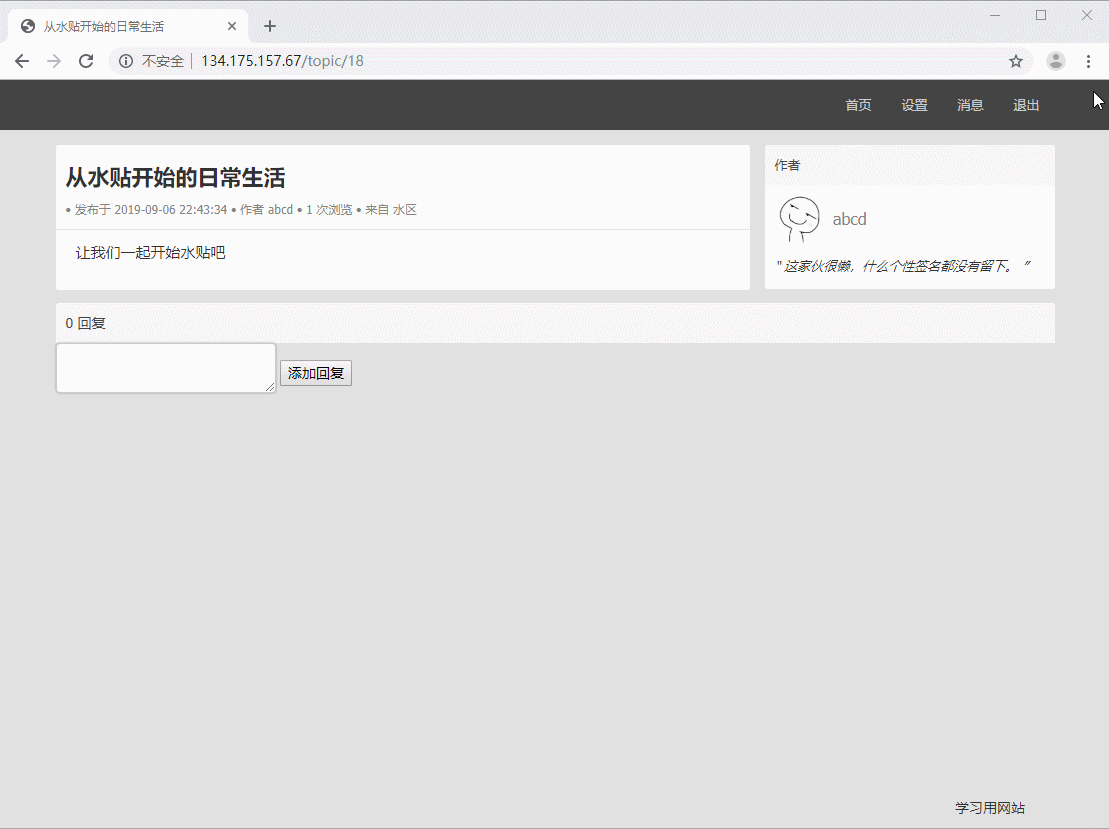 从水贴开始的日常生活
不安全 134.175.157.67/topic/18
首页 设置 消息 退出
从水贴开始的日常生活
• 发布于 2019-09-06 22:43:34 • 作者 abcd • 1 次浏览 • 来自 水区
让我们一起开始水贴吧
作者
abcd
" 这家伙很懒，什么个性签名都没有留下。 "
0 回复
添加回复
学习用网站